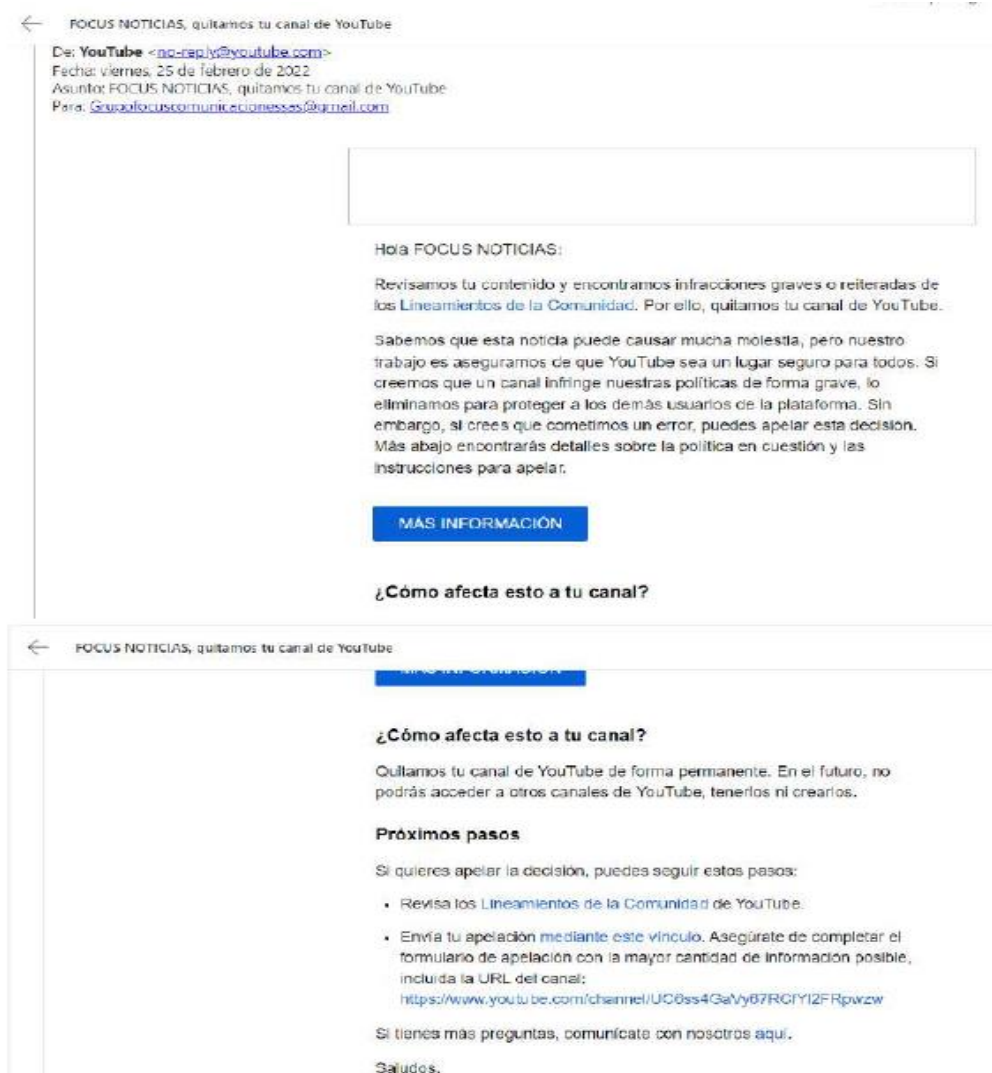 FOCUS NOTICIAS, quitamos tu canal de YouTube
De: YouTube <no-reply@youtube.com>
Fecha: viernes, 25 de febrero de 2022
Asunto: FOCUS NOTICIAS, quitamos tu canal de YouTube
Para: Grupofocuscomunicacionessas@gmail.com
Hola FOCUS NOTICIAS:
Revisamos tu contenido y encontramos infracciones graves o reiteradas de
los Lineamientos de la Comunidad. Por ello, quitamos tu canal de YouTube.
Sabemos que esta noticia puede causar mucha molestia, pero nuestro
trabajo es asegurarnos de que YouTube sea un lugar seguro para todos. Si
creemos que un canal infringe nuestras políticas de forma grave, lo
eliminamos para proteger a los demás usuarios de la plataforma. Sin
embargo, si crees que cometimos un error, puedes apelar esta decisión.
Más abajo encontrarás detalles sobre la política en cuestión y las
instrucciones para apelar.
MÁS INFORMACIÓN
¿Cómo afecta esto a tu canal?
FOCUS NOTICIAS, quitamos tu canal de YouTube
¿Cómo afecta esto a tu canal?
Quitamos tu canal de YouTube de forma permanente. En el futuro, no
podrás acceder a otros canales de YouTube, tenerlos ni crearlos.
Próximos pasos
Si quieres apelar la decisión, puedes seguir estos pasos:
• Revisa los Lineamientos de la Comunidad de YouTube.
• Envía tu apelación mediante este vínculo. Asegúrate de completar el
formulario de apelación con la mayor cantidad de información posible,
incluida la URL del canal:
https://www.youtube.com/channel/
Si tienes más preguntas, comunícate con nosotros aquí.
Saludos,